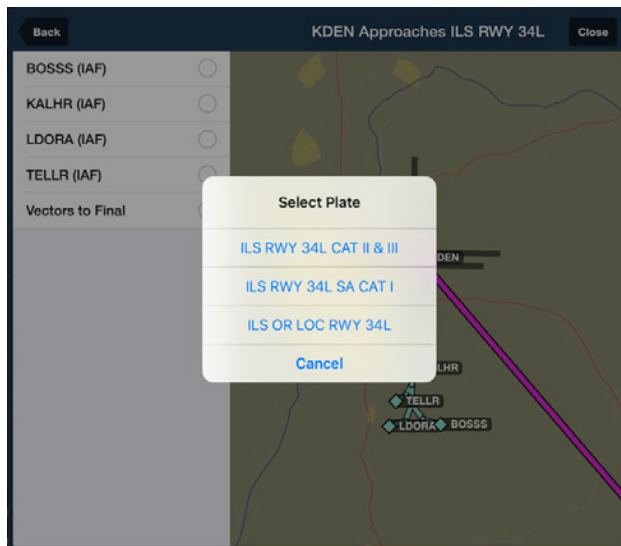 Back
KDEN Approaches ILS RWY 34L
Close
BOSSS (IAF)
KALHR (IAF)
LDORA (IAF)
TELLR (IAF)
Vectors to Final
Select Plate
ILS RWY 34L CAT II & III
ILS RWY 34L SA CAT I
ILS OR LOC RWY 34L
Cancel
DEN
LHR
TELLR
LDORA
BOSSS